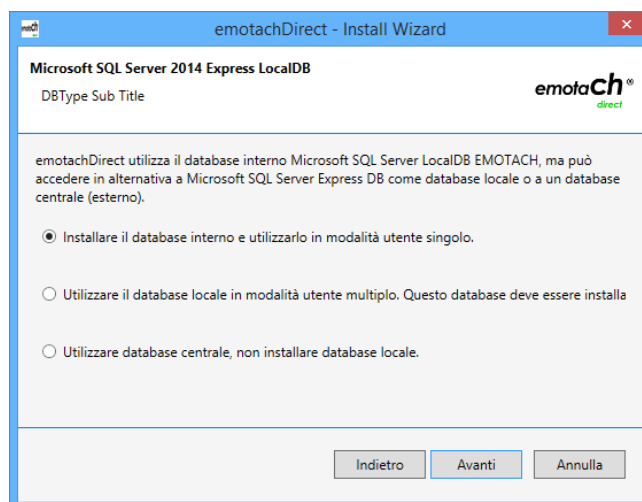 emotach
emotachDirect - Install Wizard
Microsoft SQL Server 2014 Express LocalDB
DBType Sub Title
emotach®
direct
emotachDirect utilizza il database interno Microsoft SQL Server LocalDB EMOTACH, ma può
accedere in alternativa a Microsoft SQL Server Express DB come database locale o a un database
centrale (esterno).
Installare il database interno e utilizzarlo in modalità utente singolo.
Utilizzare il database locale in modalità utente multiplo. Questo database deve essere installa
Utilizzare database centrale, non installare database locale.
Indietro
Avanti
Annulla